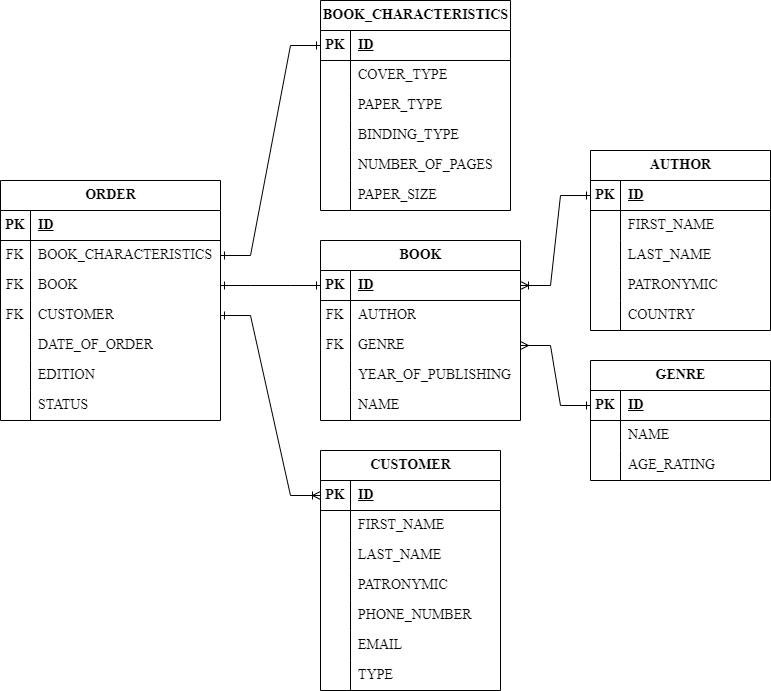 BOOK_CHARACTERISTICS
PK ID
COVER_TYPE
PAPER_TYPE
BINDING_TYPE
NUMBER_OF_PAGES
PAPER_SIZE
ORDER
PK ID
FK BOOK_CHARACTERISTICS
FK BOOK
FK CUSTOMER
DATE_OF_ORDER
EDITION
STATUS
BOOK
PK ID
FK AUTHOR
FK GENRE
YEAR_OF_PUBLISHING
NAME
AUTHOR
PK ID
FIRST_NAME
LAST_NAME
PATRONYMIC
COUNTRY
GENRE
PK ID
NAME
AGE_RATING
CUSTOMER
PK ID
FIRST_NAME
LAST_NAME
PATRONYMIC
PHONE_NUMBER
EMAIL
TYPE